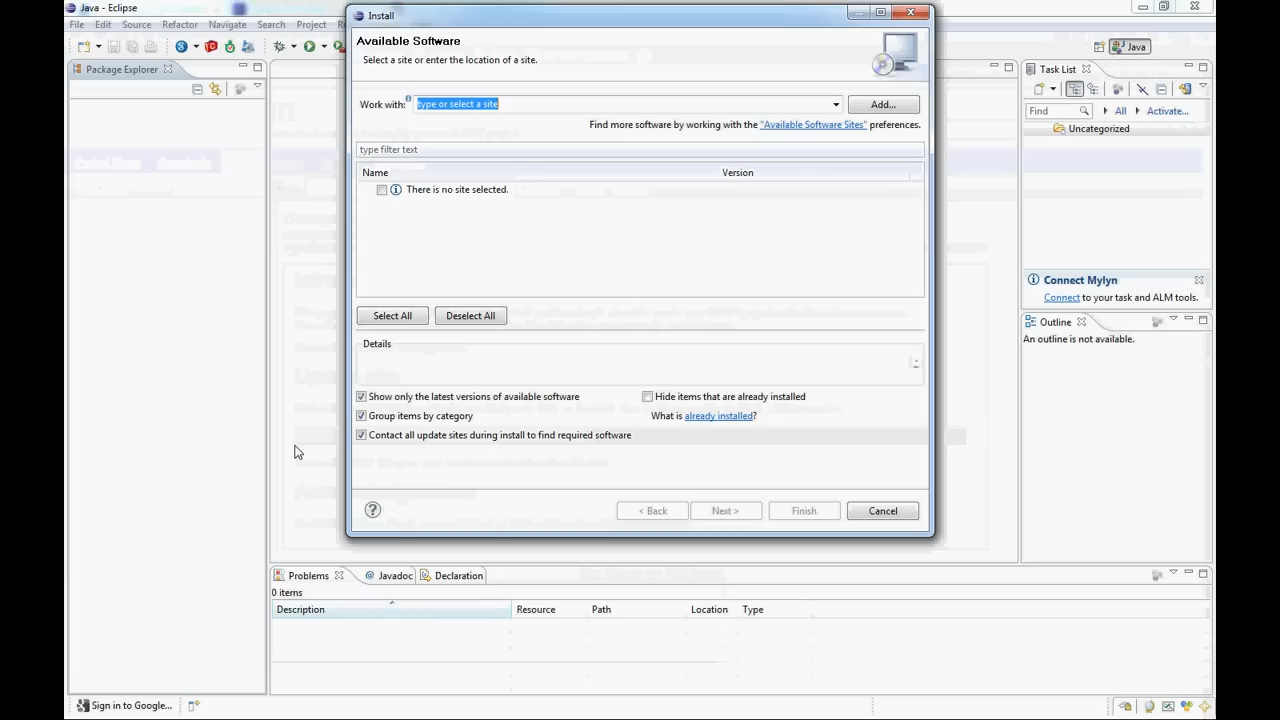 Java - Eclipse
Install
File Edit Source Refactor Navigate Search Project
Available Software
Select a site or enter the location of a site.
Java
Package Explorer
Task List
Work with: type or select a site Add...
Find All Activate...
Find more software by working with the "Available Software Sites" preferences.
Uncategorized
type filter text
Name Version
There is no site selected.
Connect Mylyn
Connect to your task and ALM tools.
Select All Deselect All
Outline
An outline is not available.
Details
Show only the latest versions of available software Hide items that are already installed
Group items by category What is already installed?
Contact all update sites during install to find required software
< Back Next > Finish Cancel
Problems Javadoc Declaration
0 items
Description Resource Path Location Type
Sign in to Google...